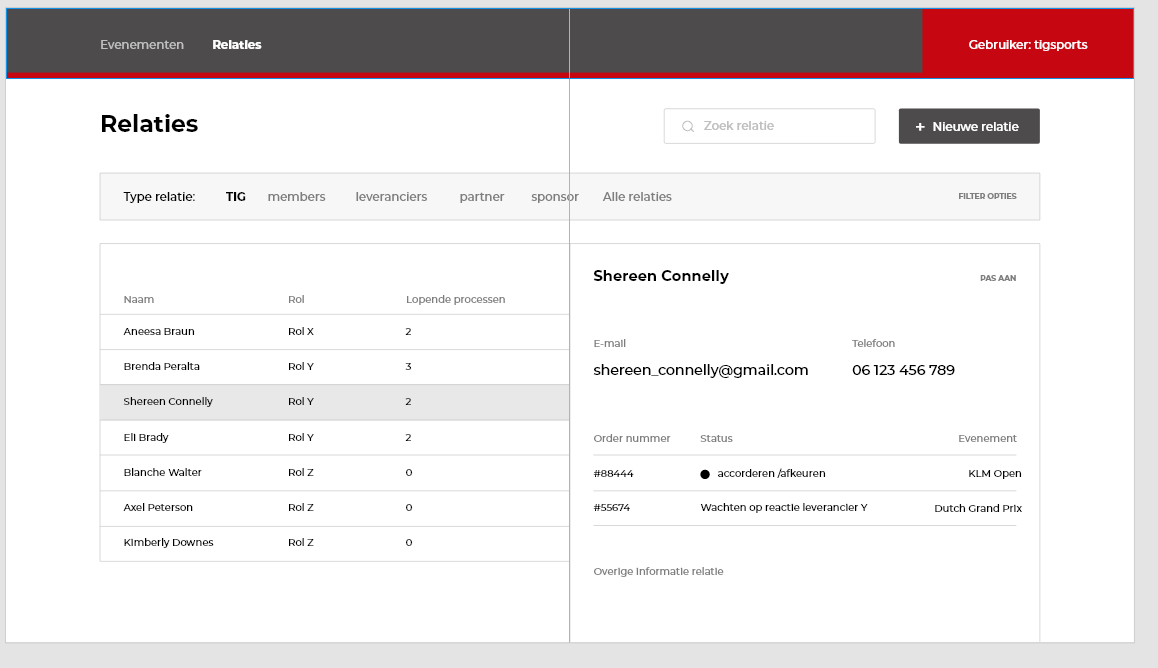 Evenementen Relaties Gebruiker: tigsports
Relaties Zoek relatie + Nieuwe relatie
Type relatie: TIG members leveranciers partner sponsor Alle relaties FILTER OPTIES
Naam Rol Lopende processen
Aneesa Braun Rol X 2
Brenda Peralta Rol Y 3
Shereen Connelly Rol Y 2
Eli Brady Rol Y 2
Blanche Walter Rol Z 0
Axel Peterson Rol Z 0
Kimberly Downes Rol Z 0
Shereen Connelly PAS AAN
E-mail Telefoon
shereen_connelly@gmail.com 06 123 456 789
Order nummer Status Evenement
#88444 accorderen /afkeuren KLM Open
#55674 Wachten op reactie leverancier Y Dutch Grand Prix
Overige informatie relatie